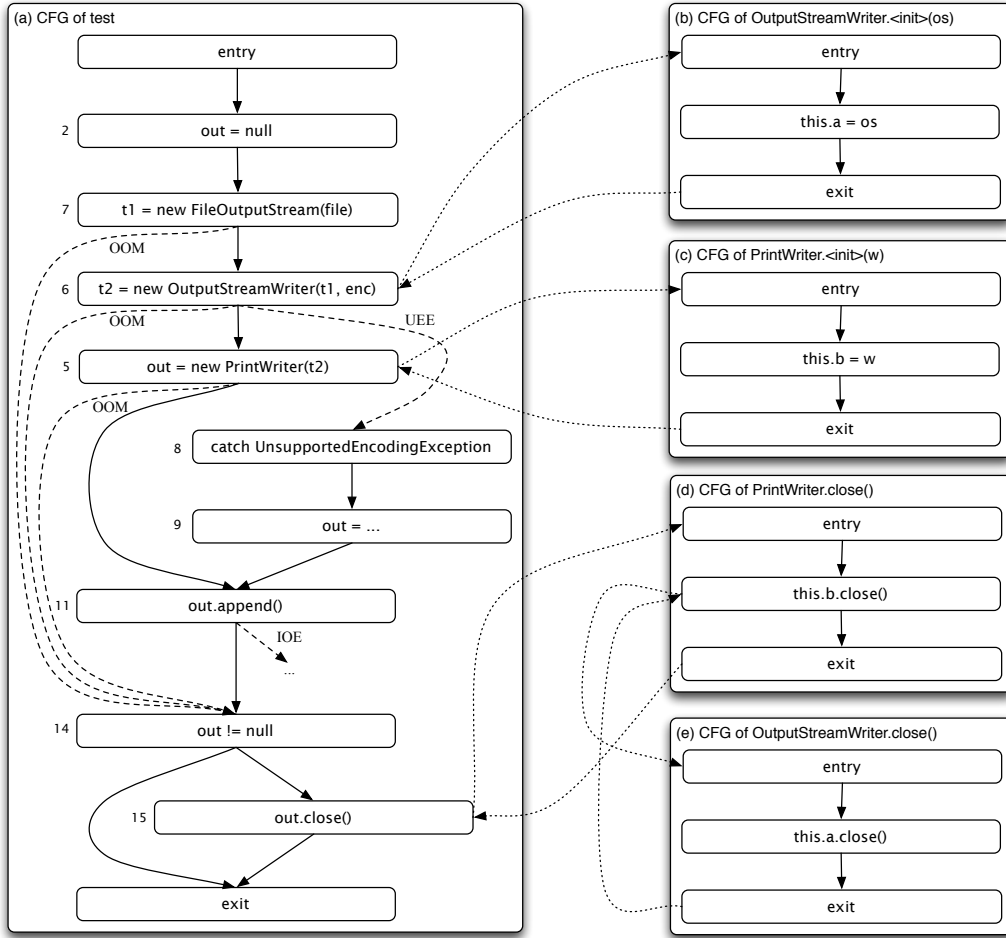 (a) CFG of test
entry
2
out = null
7
t1 = new FileOutputStream(file)
OOM
6
t2 = new OutputStreamWriter(t1, enc)
OOM
UEE
5
out = new PrintWriter(t2)
OOM
8
catch UnsupportedEncodingException
9
out = ...
11
out.append()
IOE
...
14
out != null
15
out.close()
exit
(b) CFG of OutputStreamWriter.<init>(os)
entry
this.a = os
exit
(c) CFG of PrintWriter.<init>(w)
entry
this.b = w
exit
(d) CFG of PrintWriter.close()
entry
this.b.close()
exit
(e) CFG of OutputStreamWriter.close()
entry
this.a.close()
exit